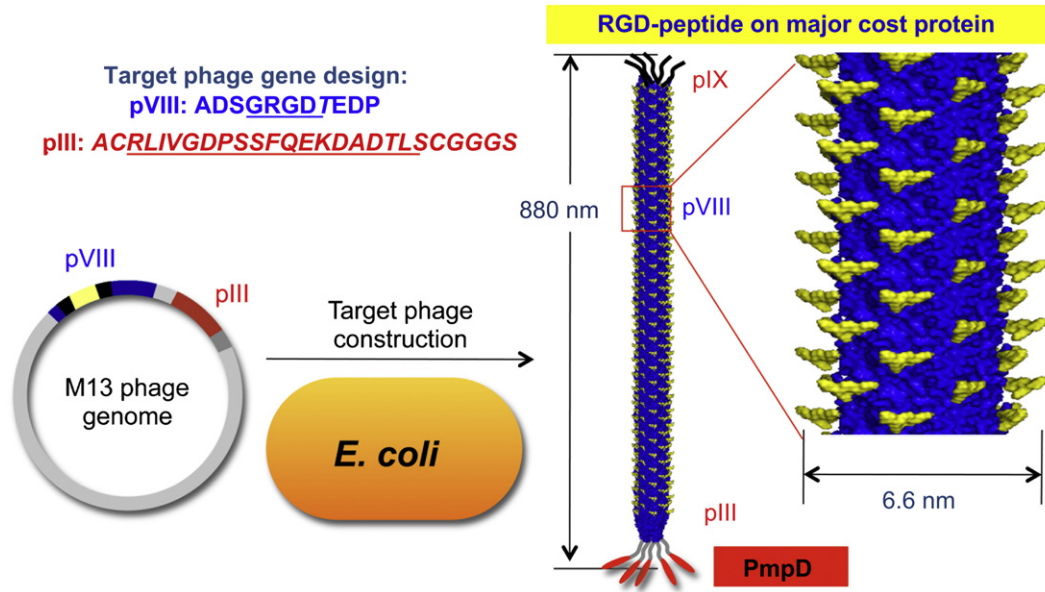 RGD-peptide on major cost protein
Target phage gene design:
pVIII: ADSGRGDTEDP
pIII: ACRLIVGDPSSFQEKDADTLSCGGGS
pIX
880 nm
pVIII
pVIII
pIII
M13 phage
genome
Target phage
construction
E. coli
6.6 nm
pIII
PmpD